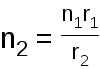 n₂ = n₁r₁ / r₂